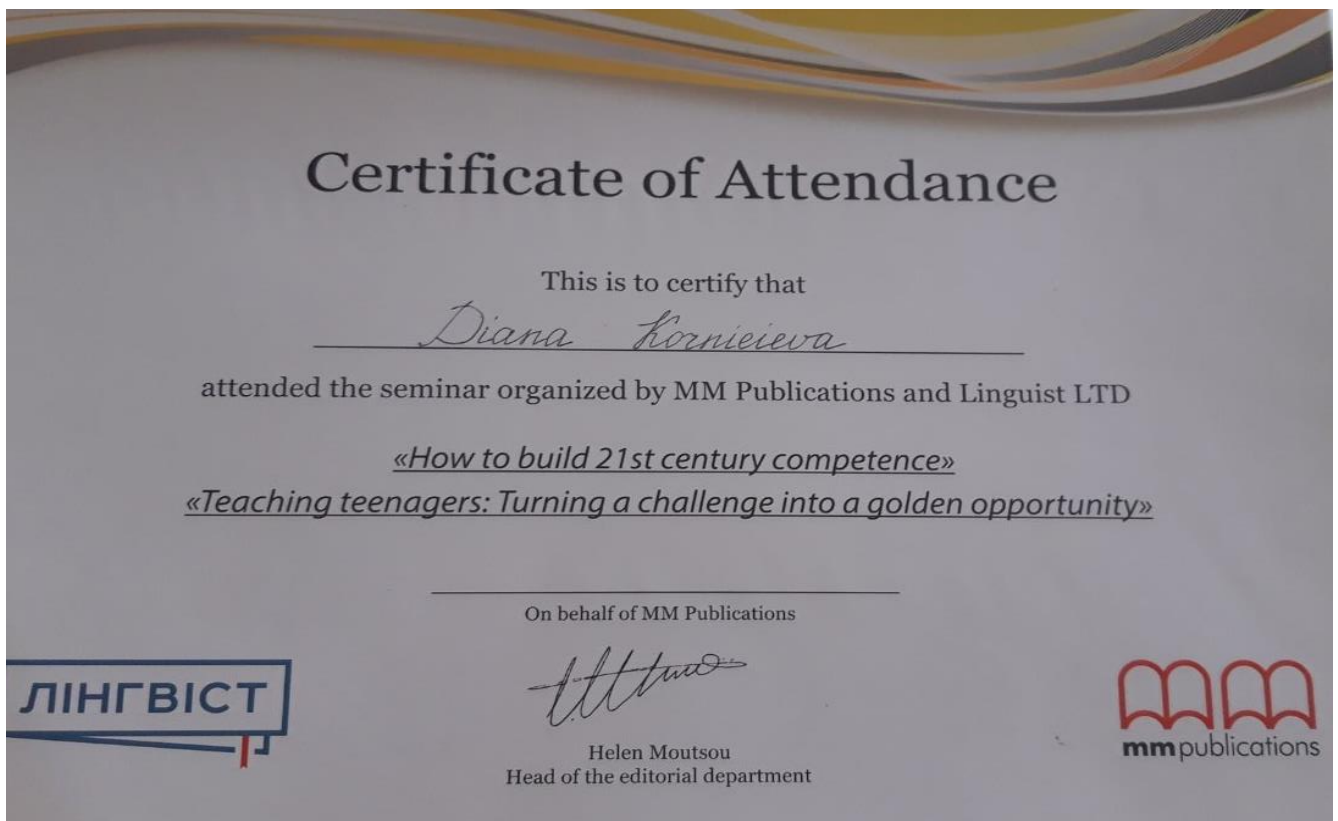 Certificate of Attendance
This is to certify that
Diana Kornieieva
attended the seminar organized by MM Publications and Linguist LTD
«How to build 21st century competence»
«Teaching teenagers: Turning a challenge into a golden opportunity»
On behalf of MM Publications
ЛІНГВІСТ
Helen Moutsou
Head of the editorial department
mmpublications